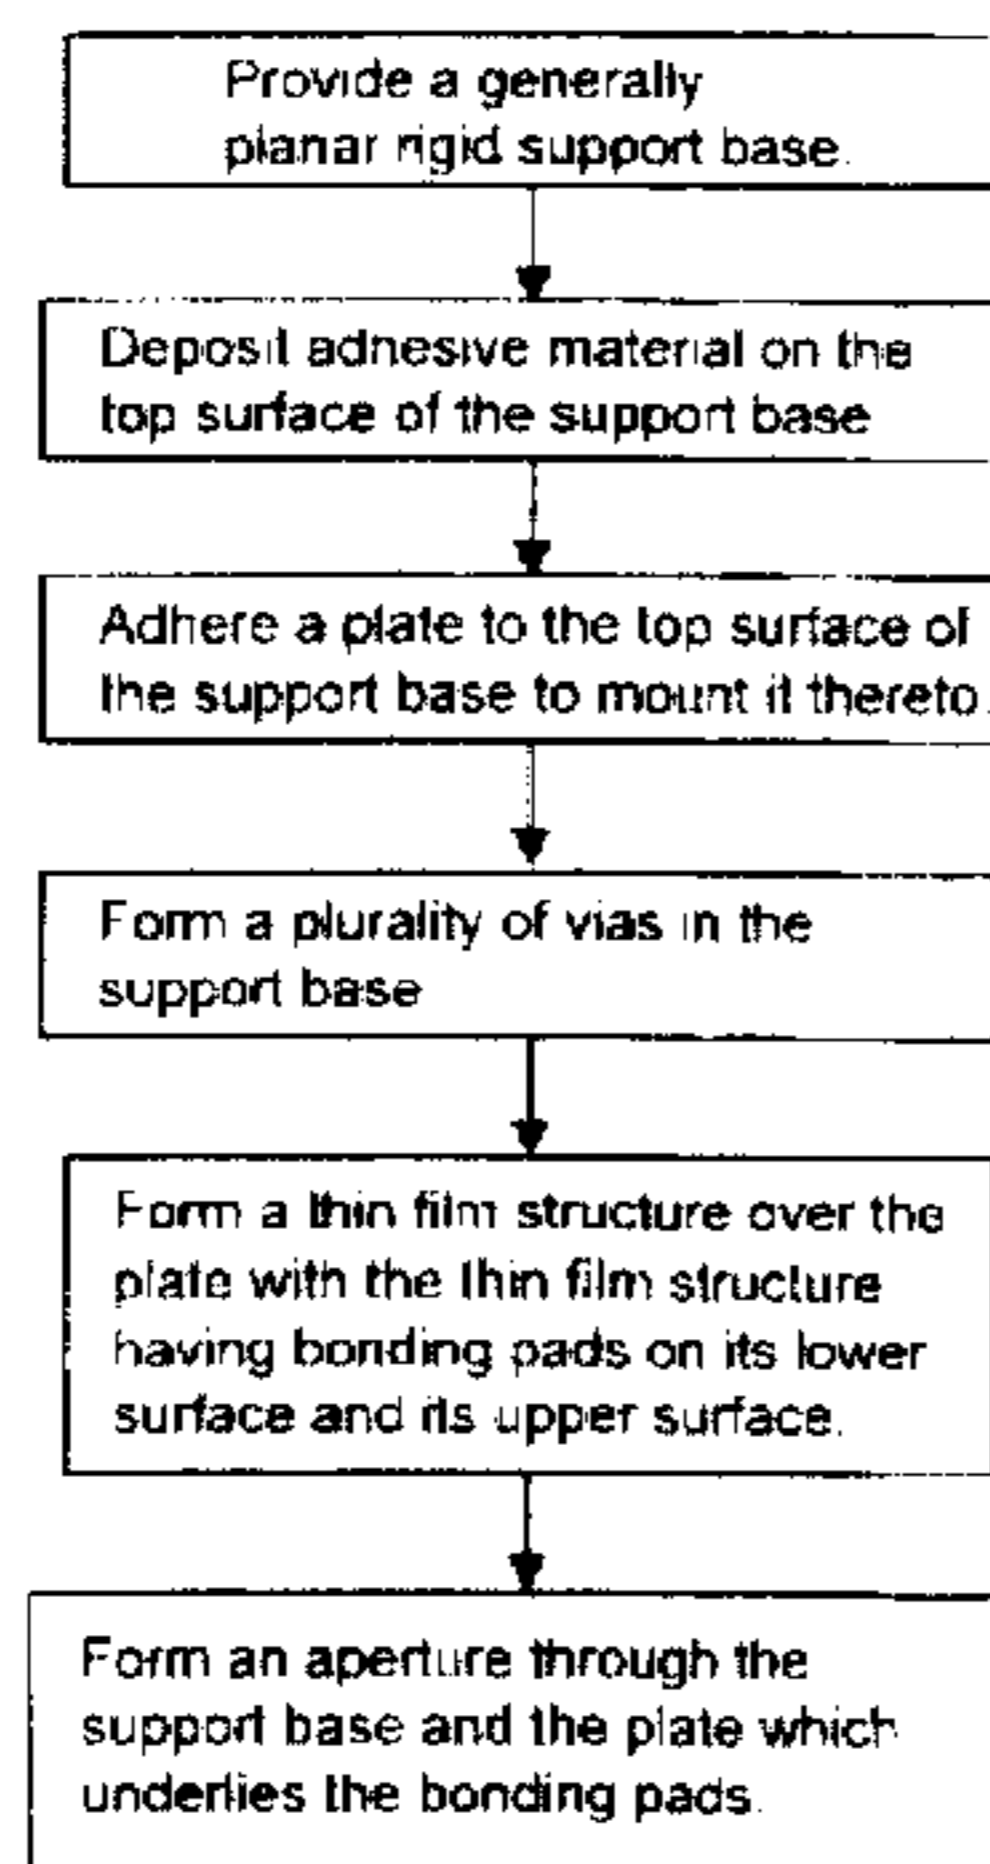 Provide a generally
planar rigid support base.
Deposit adhesive material on the
top surface of the support base
Adhere a plate to the top surface of
the support base to mount it thereto.
Form a plurality of vias in the
support base
Form a thin film structure over the
plate with the thin film structure
having bonding pads on its lower
surface and its upper surface.
Form an aperture through the
support base and the plate which
underlies the bonding pads.